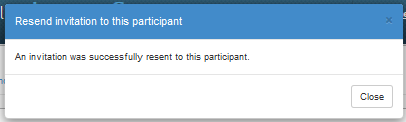 Resend invitation to this participant
×
An invitation was successfully resent to this participant.
Close